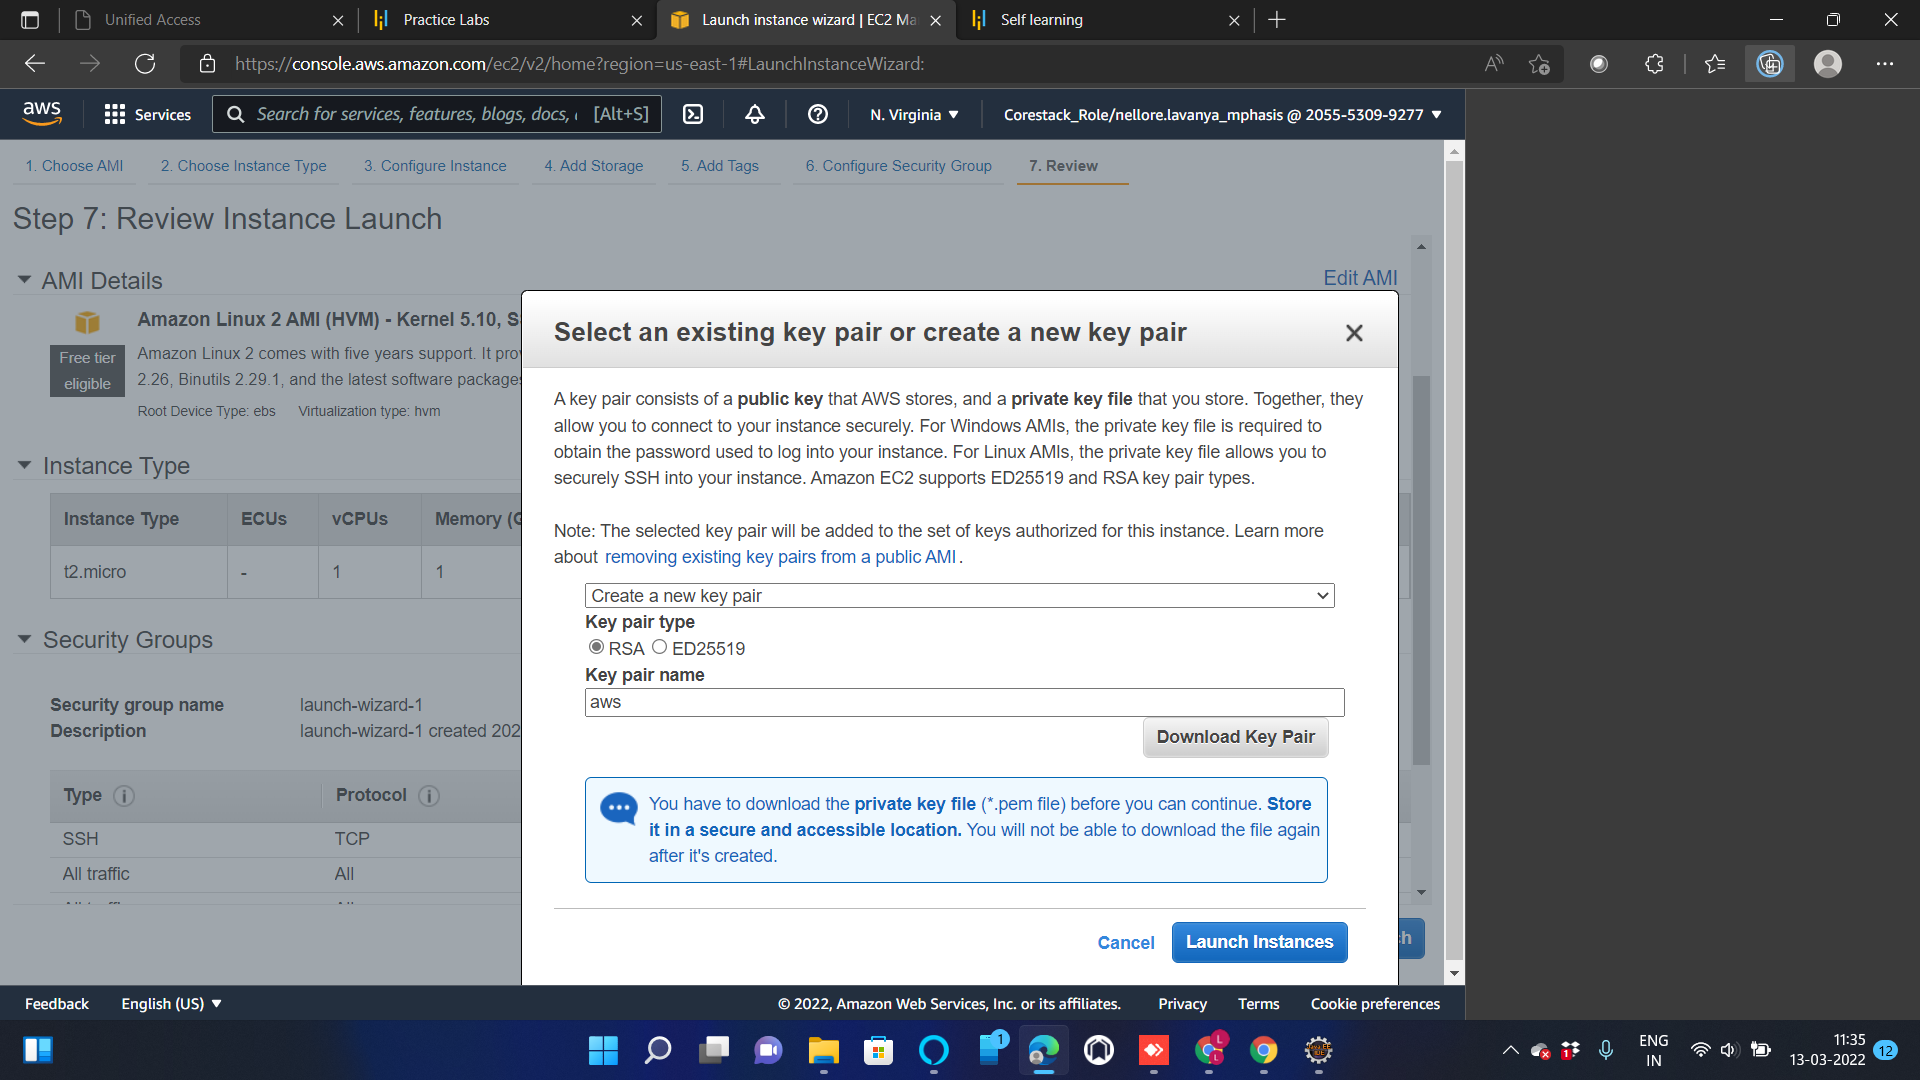 Unified Access
Practice Labs
Launch instance wizard | EC2 Ma
Self learning
https://console.aws.amazon.com/ec2/v2/home?region=us-east-1#LaunchInstanceWizard:
aws
Services
Search for services, features, blogs, docs, [Alt+S]
N. Virginia
Corestack_Role/nellore.lavanya_mphasis @ 2055-5309-9277
1. Choose AMI
2. Choose Instance Type
3. Configure Instance
4. Add Storage
5. Add Tags
6. Configure Security Group
7. Review
Step 7: Review Instance Launch
AMI Details
Edit AMI
Amazon Linux 2 AMI (HVM) - Kernel 5.10, S
Free tier
eligible
Amazon Linux 2 comes with five years support. It pro
2.26, Binutils 2.29.1, and the latest software package
Root Device Type: ebs Virtualization type: hvm
Instance Type
Instance Type ECUs vCPUs Memory (
t2.micro - 1 1
Security Groups
Security group name launch-wizard-1
Description launch-wizard-1 created 202
Type Protocol
SSH TCP
All traffic All
Select an existing key pair or create a new key pair
A key pair consists of a public key that AWS stores, and a private key file that you store. Together, they
allow you to connect to your instance securely. For Windows AMIs, the private key file is required to
obtain the password used to log into your instance. For Linux AMIs, the private key file allows you to
securely SSH into your instance. Amazon EC2 supports ED25519 and RSA key pair types.
Note: The selected key pair will be added to the set of keys authorized for this instance. Learn more
about removing existing key pairs from a public AMI.
Create a new key pair
Key pair type
RSA ED25519
Key pair name
aws
Download Key Pair
You have to download the private key file (*.pem file) before you can continue. Store
it in a secure and accessible location. You will not be able to download the file again
after it's created.
Cancel
Launch Instances
Feedback
English (US)
© 2022, Amazon Web Services, Inc. or its affiliates.
Privacy
Terms
Cookie preferences
1
L
L
1
ENG
IN
11:35
13-03-2022
12